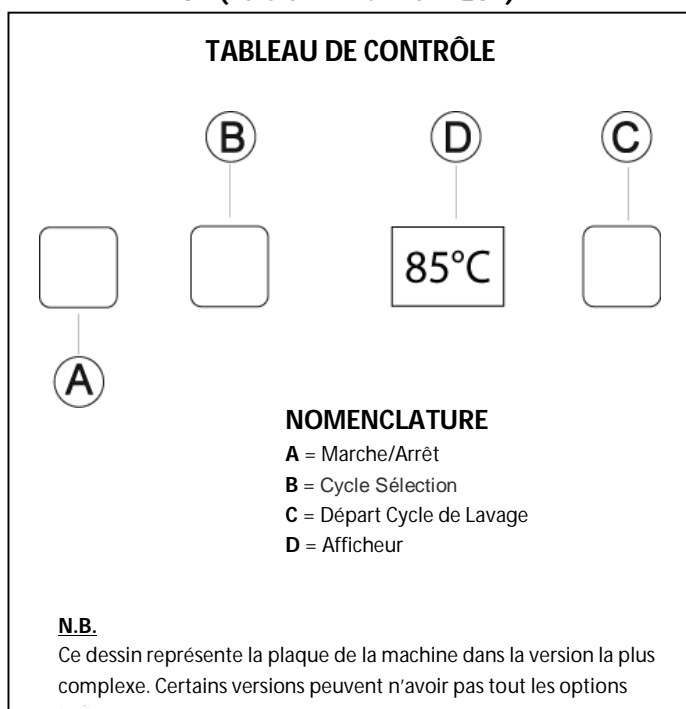 TABLEAU DE CONTRÔLE
B D C
85°C
A
NOMENCLATURE
A = Marche/Arrêt
B = Cycle Sélection
C = Départ Cycle de Lavage
D = Afficheur
N.B.
Ce dessin représente la plaque de la machine dans la version la plus
complexe. Certains versions peuvent n’avoir pas tout les options